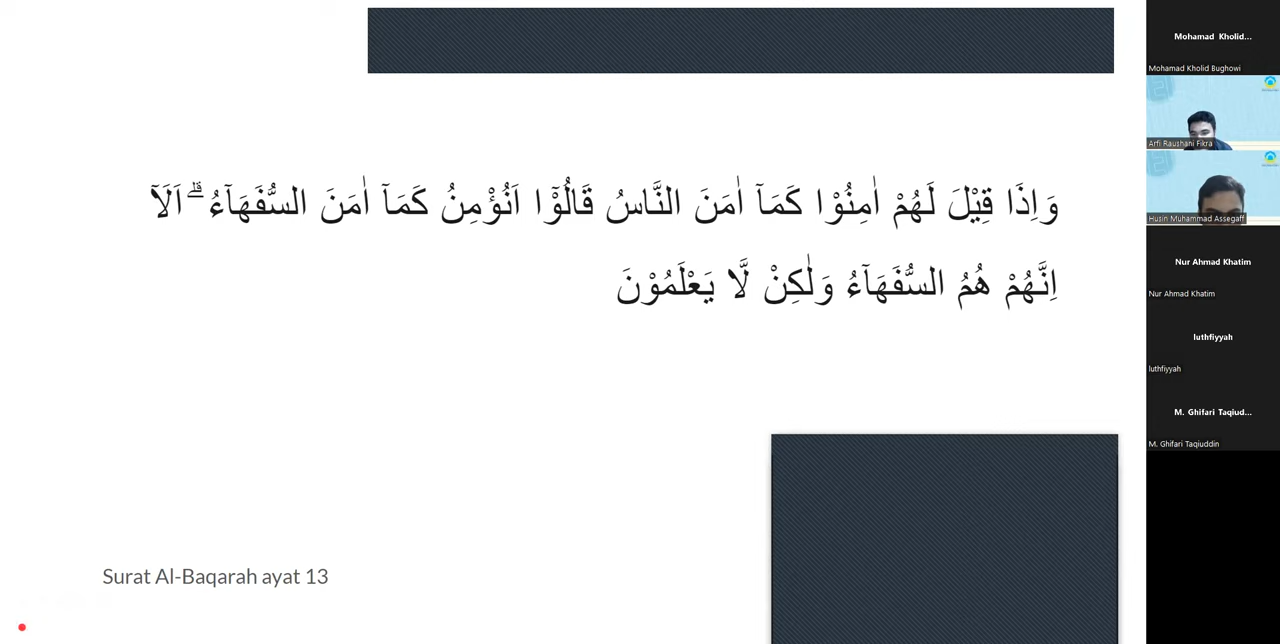 وَاِذَا قِيْلَ لَهُمْ اٰمِنُوْا كَمَآ اٰمَنَ النَّاسُ قَالُوْٓا اَنُؤْمِنُ كَمَآ اٰمَنَ السُّفَهَاۤءُ ۗ اَلَآ
اِنَّهُمْ هُمُ السُّفَهَاۤءُ وَلٰكِنْ لَّا يَعْلَمُوْنَ
Surat Al-Baqarah ayat 13
Mohamad Kholid...
Mohamad Kholid Bughowi
Arfi Raushani Fikra
Husin Muhammad Assegaff
Nur Ahmad Khatim
Nur Ahmad Khatim
luthfiyyah
luthfiyyah
M. Ghifari Taqiud...
M. Ghifari Taqiuddin